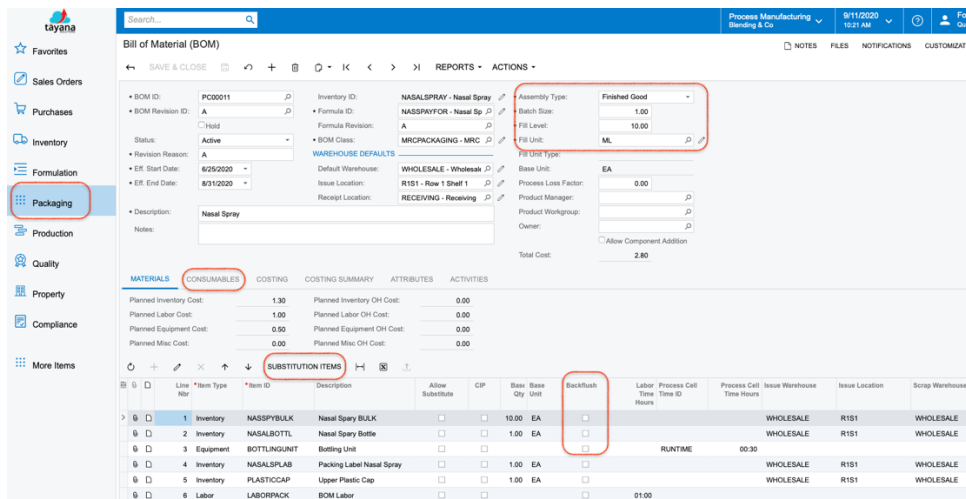 tayana
Search...
Process Manufacturing
Blending & Co
9/11/2020
10:21 AM
?
Bill of Material (BOM)
NOTES FILES NOTIFICATIONS CUSTOMIZAT
SAVE & CLOSE REPORTS ACTIONS
Favorites
Sales Orders
Purchases
Inventory
Formulation
Packaging
Production
Quality
Property
Compliance
More Items
BOM ID: PC00011 Inventory ID: NASALSPRAY - Nasal Spray Assembly Type: Finished Good
BOM Revision ID: A Formula ID: NASSPAYFOR - Nasal Sp Batch Size: 1.00
Hold Formula Revision: A Fill Level: 10.00
Status: Active BOM Class: MRCPACKAGING - MRC Fill Unit: ML
Revision Reason: A WAREHOUSE DEFAULTS Fill Unit Type:
Eff. Start Date: 6/25/2020 Default Warehouse: WHOLESALE - Wholesale Base Unit: EA
Eff. End Date: 8/31/2020 Issue Location: R1S1 - Row 1 Shelf 1 Process Loss Factor: 0.00
Receipt Location: RECEIVING - Receiving Product Manager:
Description: Nasal Spray Product Workgroup:
Notes: Owner:
Allow Component Addition
Total Cost: 2.80
MATERIALS CONSUMABLES COSTING COSTING SUMMARY ATTRIBUTES ACTIVITIES
Planned Inventory Cost: 1.30 Planned Inventory OH Cost: 0.00
Planned Labor Cost: 1.00 Planned Labor OH Cost: 0.00
Planned Equipment Cost: 0.50 Planned Equipment OH Cost: 0.00
Planned Misc Cost: 0.00 Planned Misc OH Cost: 0.00
SUBSTITUTION ITEMS
Line Nbr *Item Type *Item ID Description Allow Substitute CIP Base Qty Base Unit Backflush Labor Time Hours Process Cell Time ID Process Cell Time Hours Issue Warehouse Issue Location Scrap Warehouse
1 Inventory NASSPYBULK Nasal Spary BULK 10.00 EA WHOLESALE R1S1 WHOLESALE
2 Inventory NASALBOTTL Nasal Spary Bottle 1.00 EA WHOLESALE R1S1 WHOLESALE
3 Equipment BOTTLINGUNIT Bottling Unit RUNTIME 00:30
4 Inventory NASALSPLAB Packing Label Nasal Spray 1.00 EA WHOLESALE R1S1 WHOLESALE
5 Inventory PLASTICCAP Upper Plastic Cap 1.00 EA WHOLESALE R1S1 WHOLESALE
6 Labor LABORPACK BOM Labor 01:00